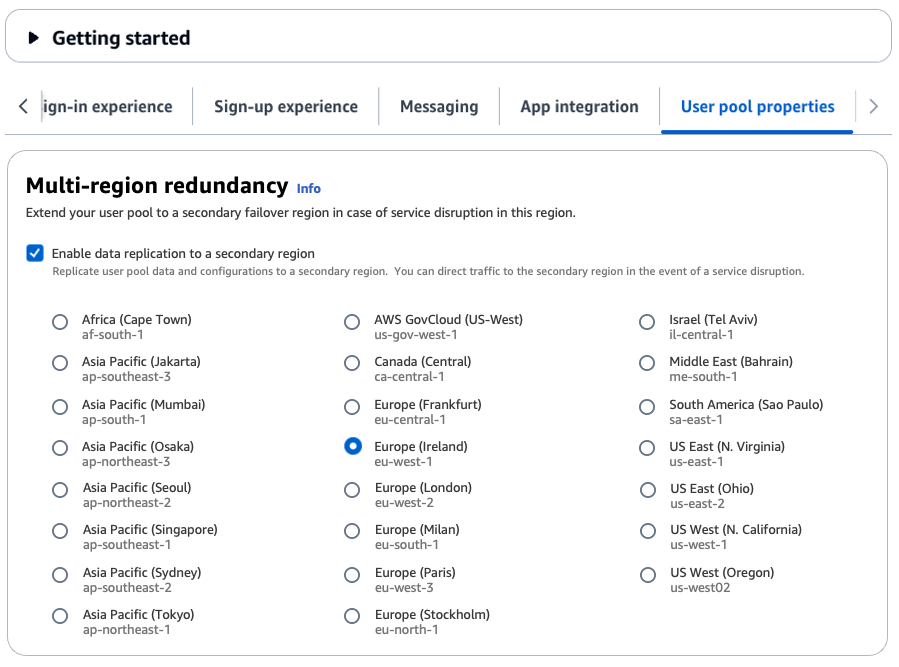 Getting started
ign-in experience
Sign-up experience
Messaging
App integration
User pool properties
Multi-region redundancy Info
Extend your user pool to a secondary failover region in case of service disruption in this region.
Enable data replication to a secondary region
Replicate user pool data and configurations to a secondary region. You can direct traffic to the secondary region in the event of a service disruption.
Africa (Cape Town)
af-south-1
Asia Pacific (Jakarta)
ap-southeast-3
Asia Pacific (Mumbai)
ap-south-1
Asia Pacific (Osaka)
ap-northeast-3
Asia Pacific (Seoul)
ap-northeast-2
Asia Pacific (Singapore)
ap-southeast-1
Asia Pacific (Sydney)
ap-southeast-2
Asia Pacific (Tokyo)
ap-northeast-1
AWS GovCloud (US-West)
us-gov-west-1
Canada (Central)
ca-central-1
Europe (Frankfurt)
eu-central-1
Europe (Ireland)
eu-west-1
Europe (London)
eu-west-2
Europe (Milan)
eu-south-1
Europe (Paris)
eu-west-3
Europe (Stockholm)
eu-north-1
Israel (Tel Aviv)
il-central-1
Middle East (Bahrain)
me-south-1
South America (Sao Paulo)
sa-east-1
US East (N. Virginia)
us-east-1
US East (Ohio)
us-east-2
US West (N. California)
us-west-1
US West (Oregon)
us-west02